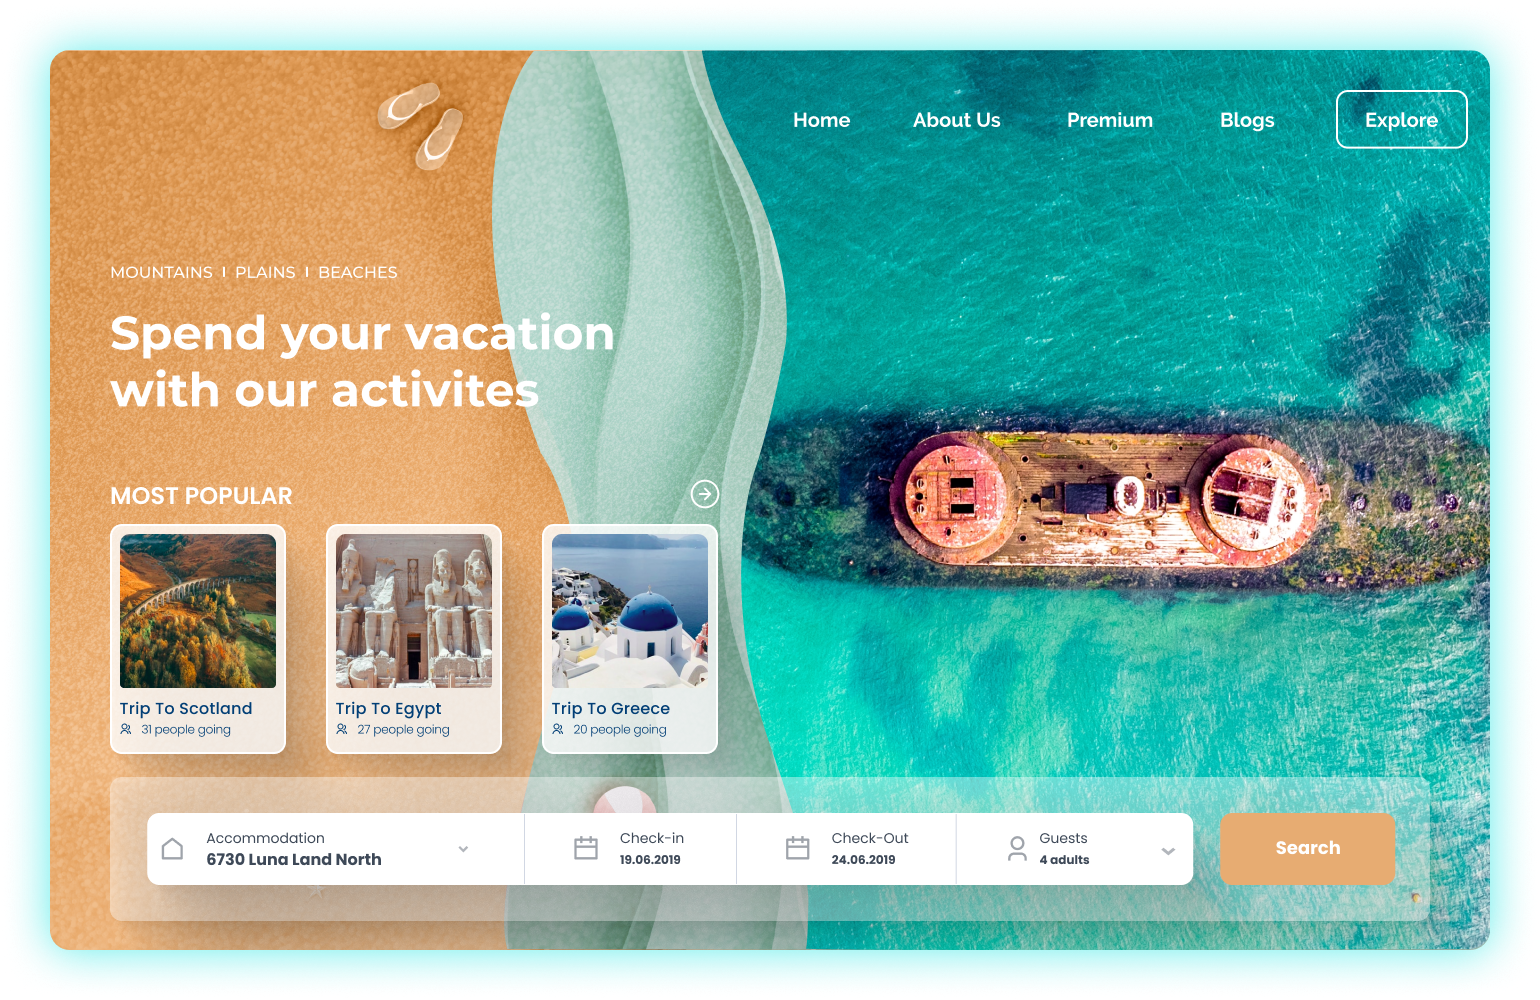 Home About Us Premium Blogs Explore
MOUNTAINS I PLAINS I BEACHES
Spend your vacation
with our activites
MOST POPULAR
Trip To Scotland
31 people going
Trip To Egypt
27 people going
Trip To Greece
20 people going
Accommodation
6730 Luna Land North
Check-in
19.06.2019
Check-Out
24.06.2019
Guests
4 adults
Search